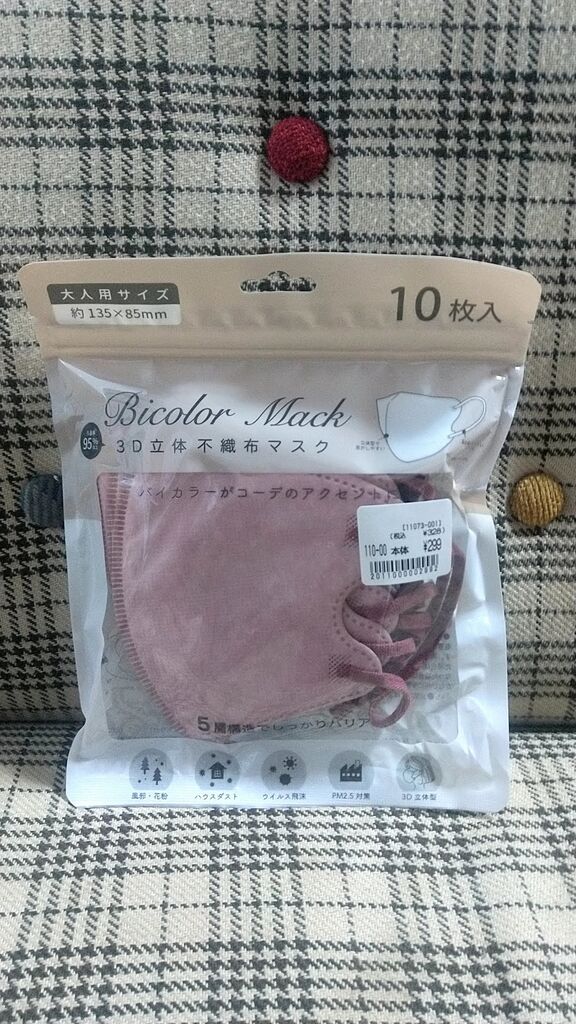 大人用サイズ
約135×85mm
10枚入
Bicolor Mack
95%
3D立体不織布マスク
バイカラーがコーデのアクセント!
[11073-001]
(税込 ¥328)
110-00 本体 ¥299
2011000002992
5層構造でしっかりバリア
風邪・花粉
ハウスダスト
ウイルス飛沫
PM2.5対策
3D立体型